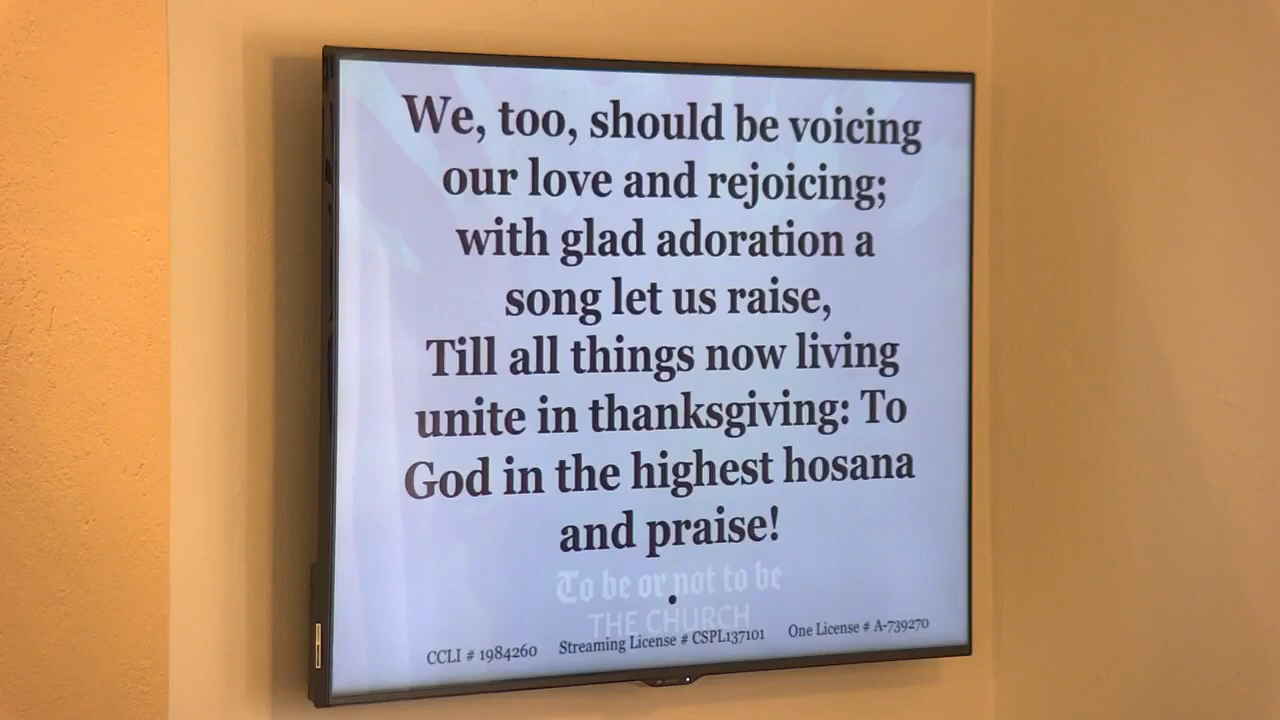 We, too, should be voicing
our love and rejoicing;
with glad adoration a
song let us raise,
Till all things now living
unite in thanksgiving: To
God in the highest hosana
and praise!
To be or not to be
THE CHURCH
CCLI # 1984260 Streaming License # CSPL137101 One License # A-739270